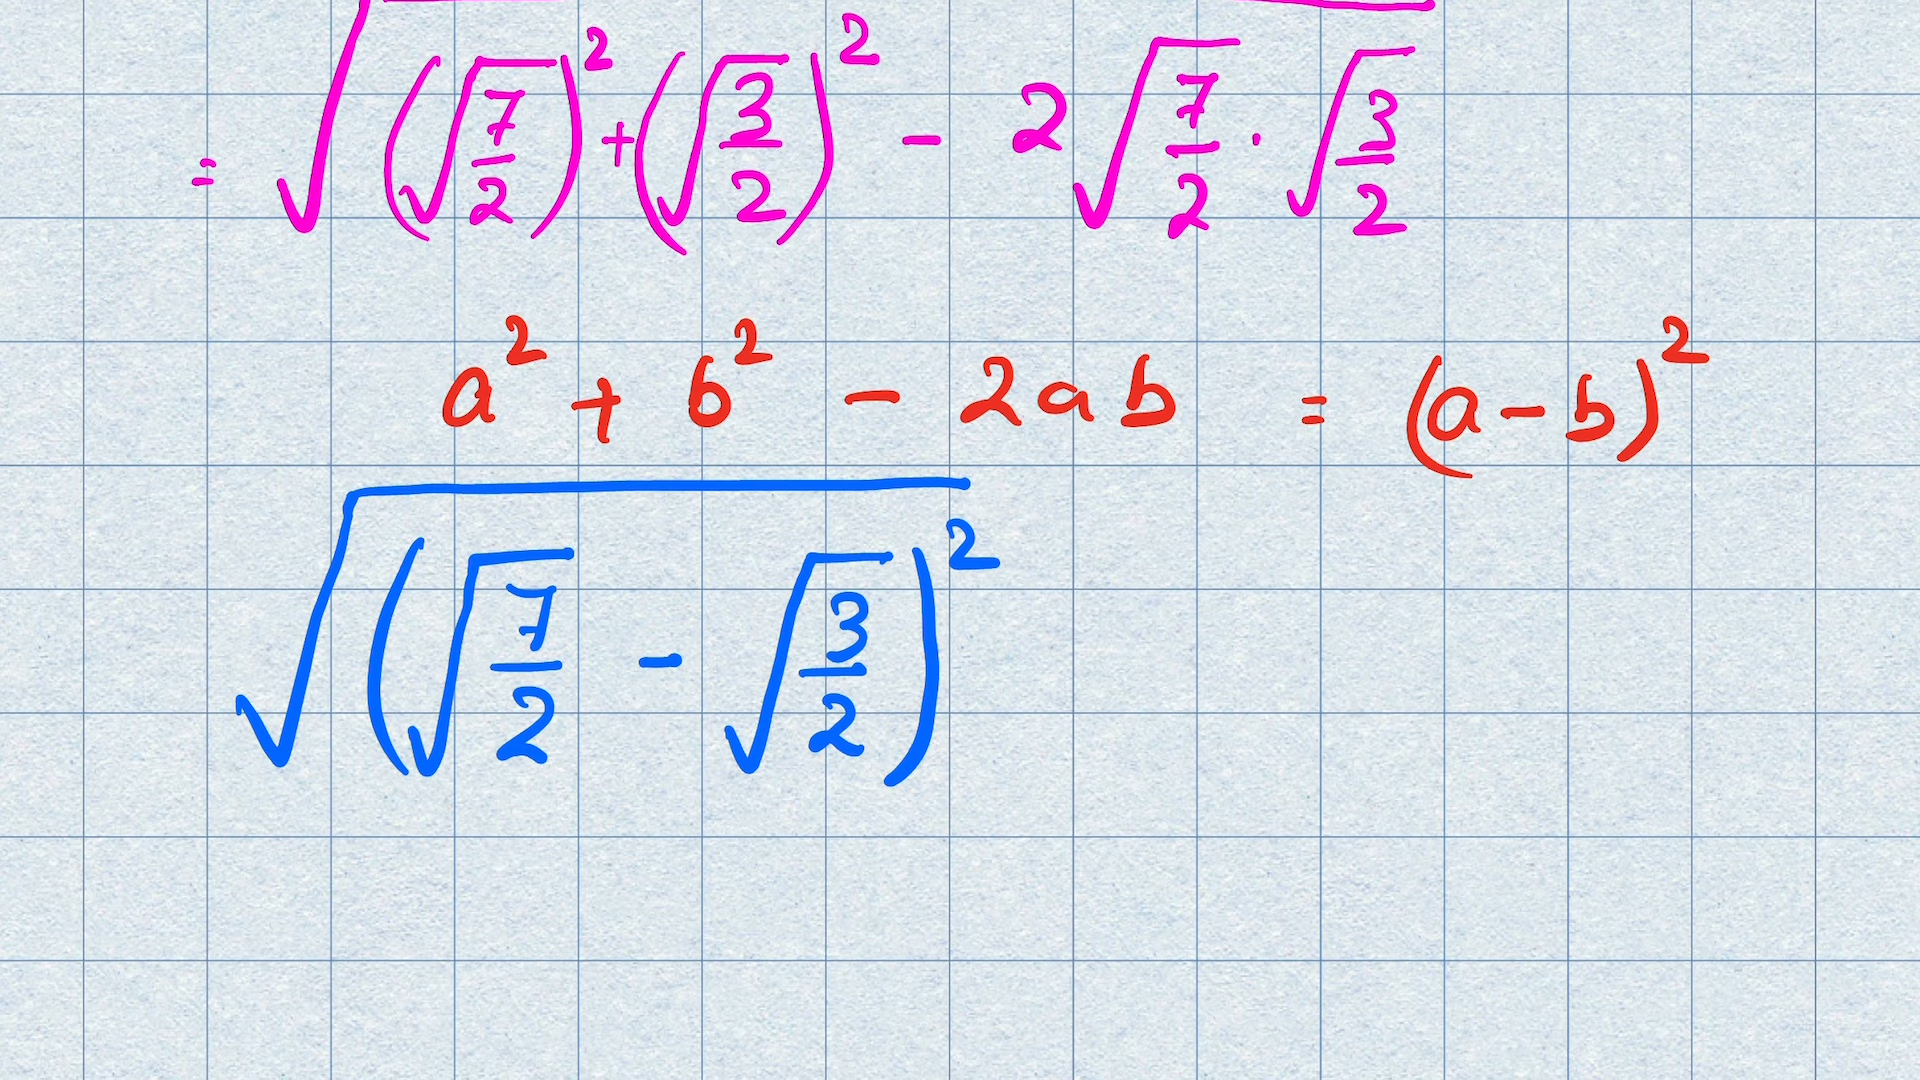 = √((√(7/2))² + (√(3/2))² - 2√(7/2) · √(3/2))
a² + b² - 2ab = (a - b)²
√((√(7/2) - √(3/2))²)